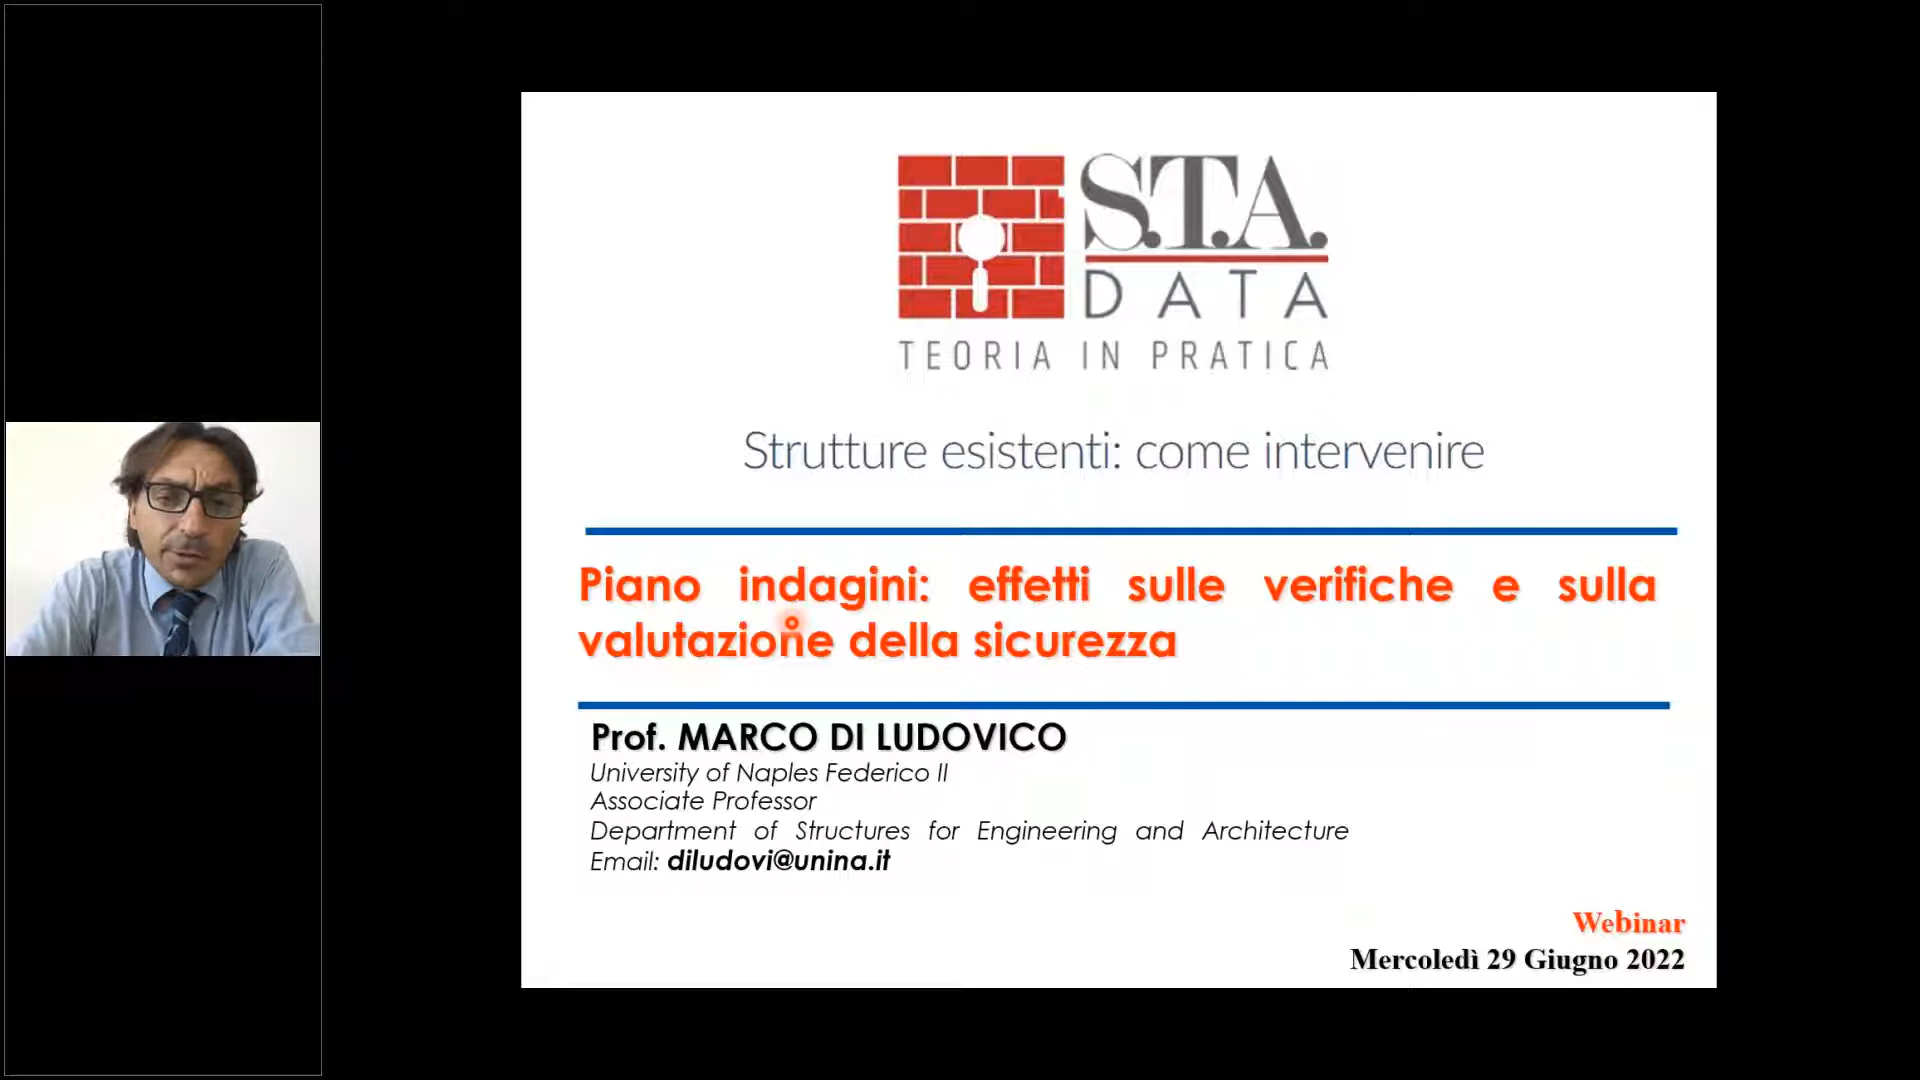 S.T.A.
DATA
TEORIA IN PRATICA
Strutture esistenti: come intervenire
Piano indagini: effetti sulle verifiche e sulla
valutazione della sicurezza
Prof. MARCO DI LUDOVICO
University of Naples Federico II
Associate Professor
Department of Structures for Engineering and Architecture
Email: diludovi@unina.it
Webinar
Mercoledì 29 Giugno 2022